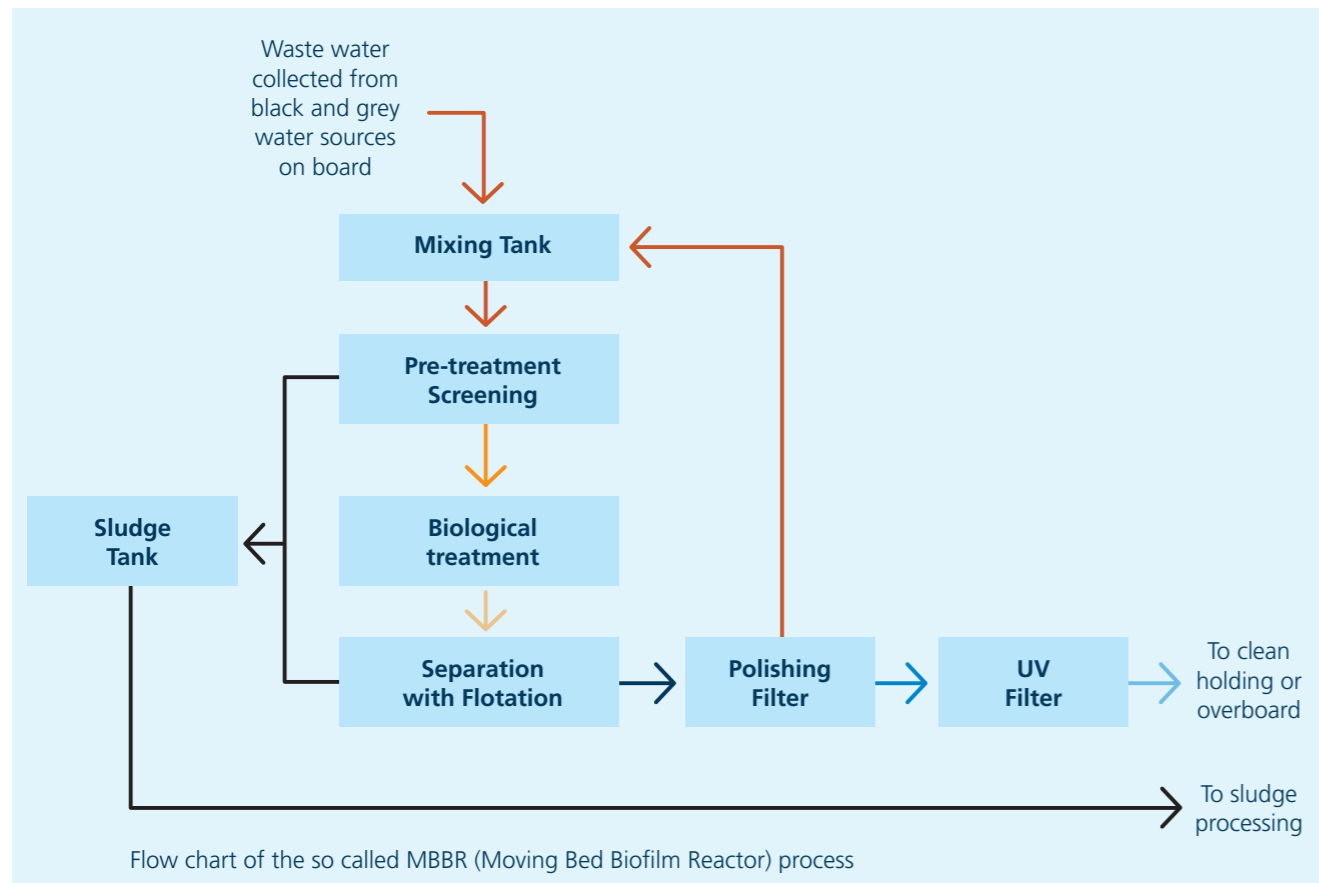 Waste water
collected from
black and grey
water sources
on board
Mixing Tank
Pre-treatment
Screening
Sludge
Tank
Biological
treatment
Separation
with Flotation
Polishing
Filter
UV
Filter
To clean
holding or
overboard
To sludge
processing
Flow chart of the so called MBBR (Moving Bed Biofilm Reactor) process